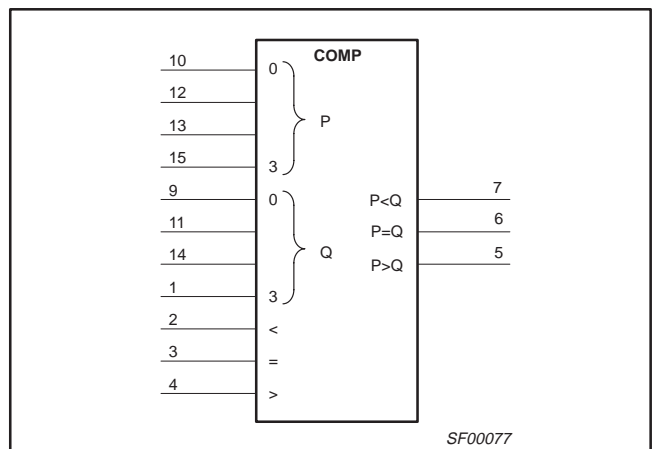 COMP
10 0
12
13 P
15 3
9 0 P<Q 7
11 P=Q 6
14 Q P>Q 5
1 3
2 <
3 =
4 >
SF00077